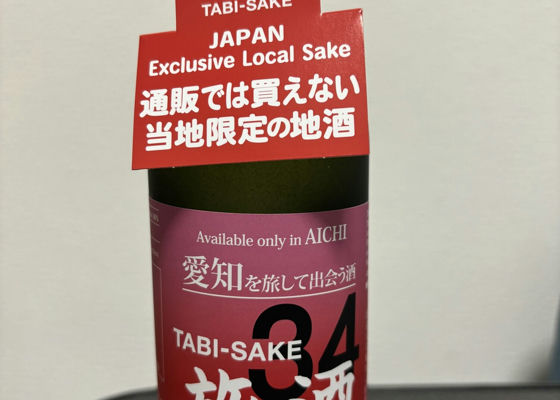 TABI-SAKE
JAPAN
Exclusive Local Sake
通販では買えない
当地限定の地酒
Available only in AICHI
愛知を旅して出会う酒
34
TABI-SAKE
旅酒